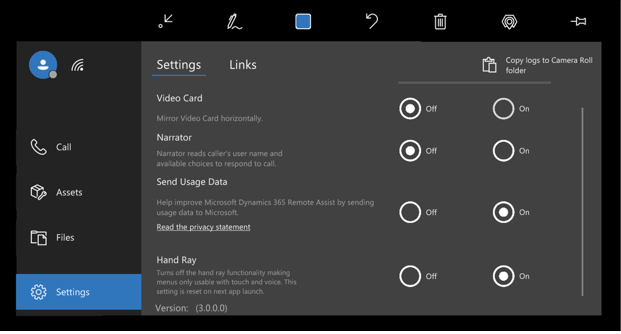 Settings
Links
Copy logs to Camera Roll
folder
Video Card
Off
On
Mirror Video Card horizontally.
Call
Narrator
Narrator reads caller's user name and
available choices to respond to call.
Off
On
Assets
Send Usage Data
Help improve Microsoft Dynamics 365 Remote Assist by sending
usage data to Microsoft.
Off
On
Read the privacy statement
Files
Hand Ray
Turns off the hand ray functionality making
menus only usable with touch and voice. This
setting is reset on next app launch.
Off
On
Settings
Version: (3.0.0.0)